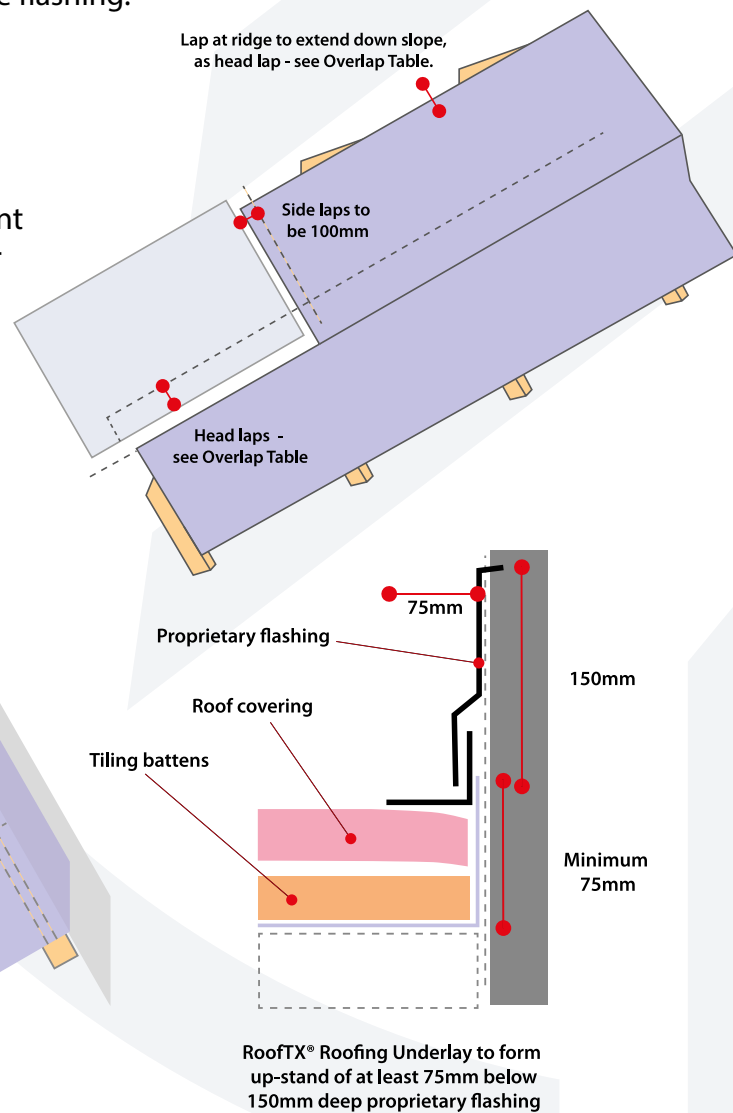 flashing.
Lap at ridge to extend down slope,
as head lap - see Overlap Table.
Side laps to
be 100mm
Head laps -
see Overlap Table
75mm
Proprietary flashing
150mm
Roof covering
Tiling battens
Minimum
75mm
RoofTX® Roofing Underlay to form
up-stand of at least 75mm below
150mm deep proprietary flashing